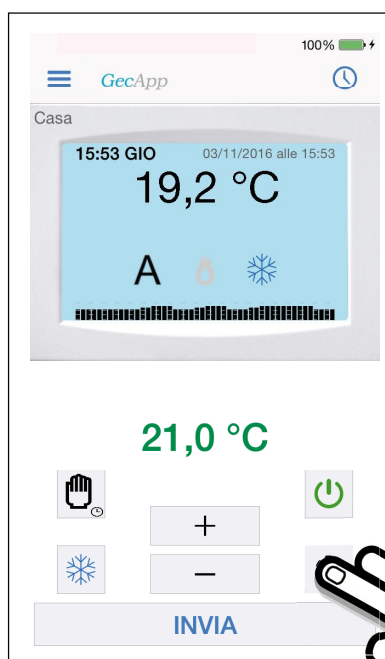 100%
GecApp
Casa
15:53 GIO 03/11/2016 alle 15:53
19,2 °C
A
21,0 °C
+
–
INVIA